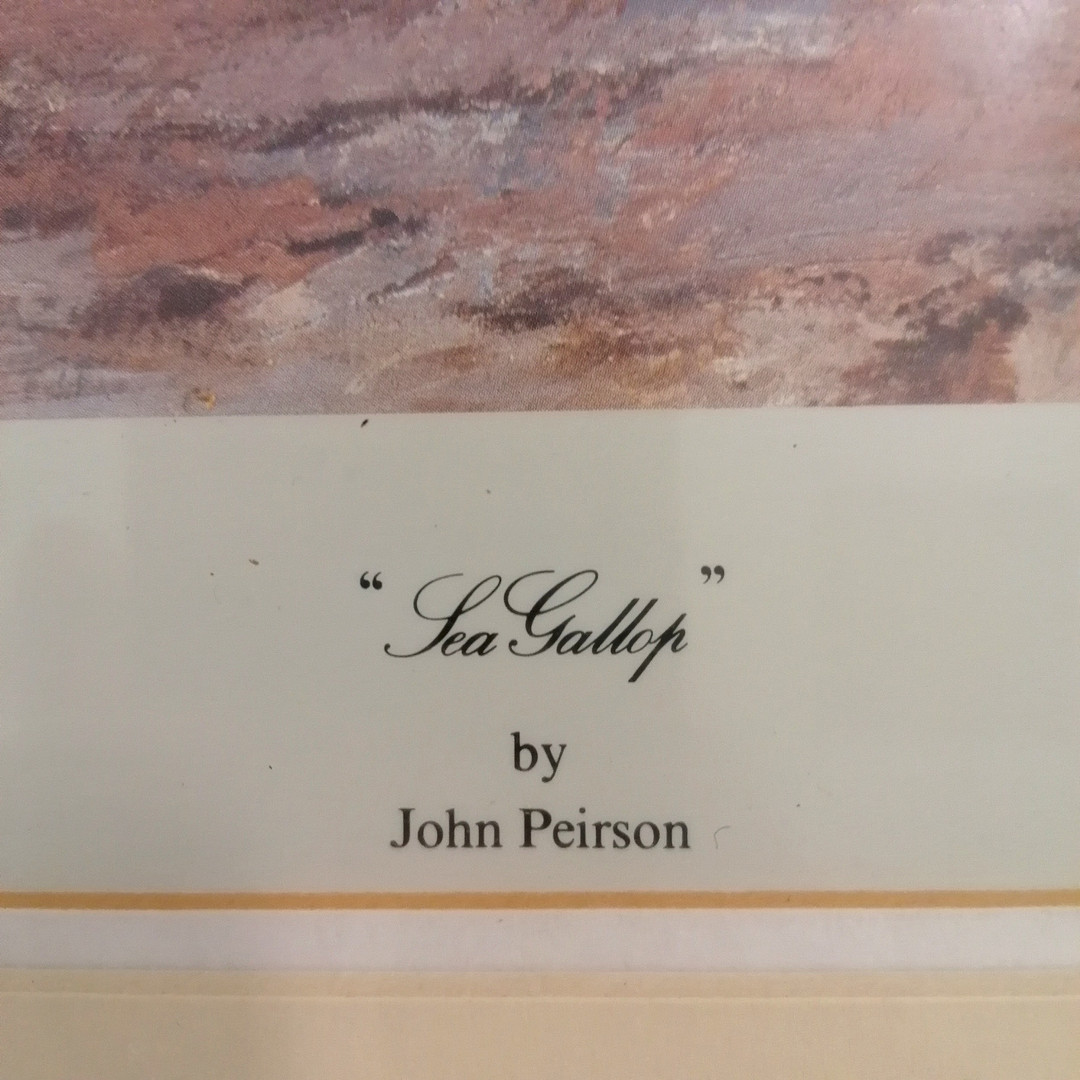 “Sea Gallop”
by
John Peirson